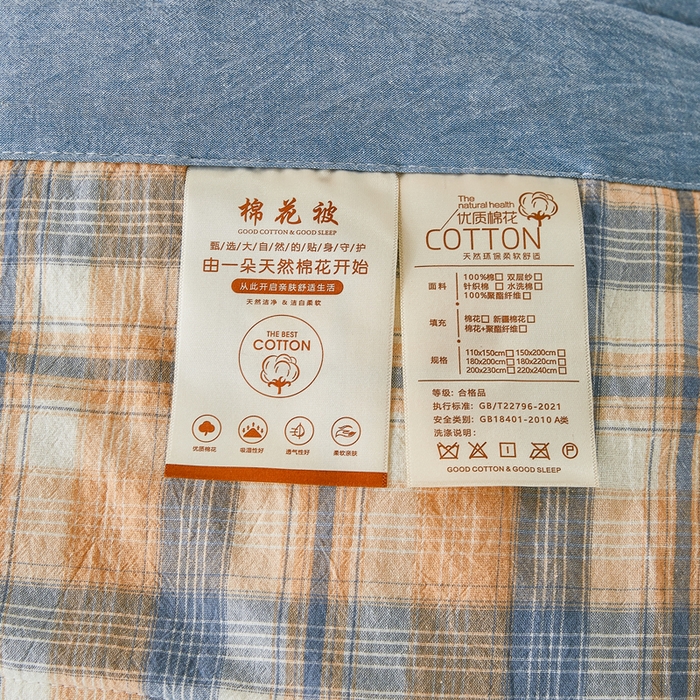 棉花被
GOOD COTTON & GOOD SLEEP
甄/选/大/自/然/的/贴/身/守/护
由一朵天然棉花开始
从此开启亲肤舒适生活
天然洁净 & 洁白柔软
THE BEST
COTTON
优质棉花 吸湿性好 透气性好 柔软亲肤
The
natural health
优质棉花
COTTON
天然环保柔软舒适
面料 100%棉□ 双层纱□
针织棉□ 水洗棉□
100%聚酯纤维□
填充 棉花□ 新疆棉花□
棉花+聚酯纤维□
规格 110x150cm□ 150x200cm□
180x200cm□ 180x220cm□
200x230cm□ 220x240cm□
等级: 合格品
执行标准: GB/T22796-2021
安全类别: GB18401-2010 A类
洗涤说明:
P
GOOD COTTON & GOOD SLEEP